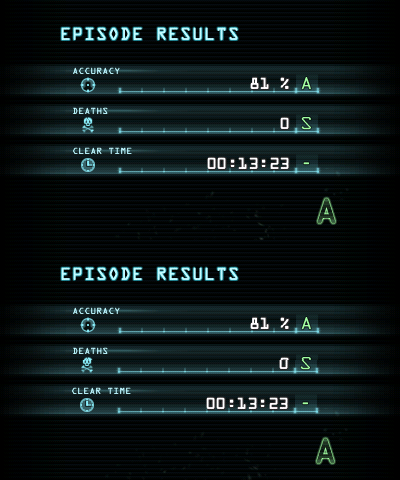 EPISODE RESULTS
ACCURACY
81 % A
DEATHS
0 S
CLEAR TIME
00:13:23 -
A
EPISODE RESULTS
ACCURACY
81 % A
DEATHS
0 S
CLEAR TIME
00:13:23 -
A